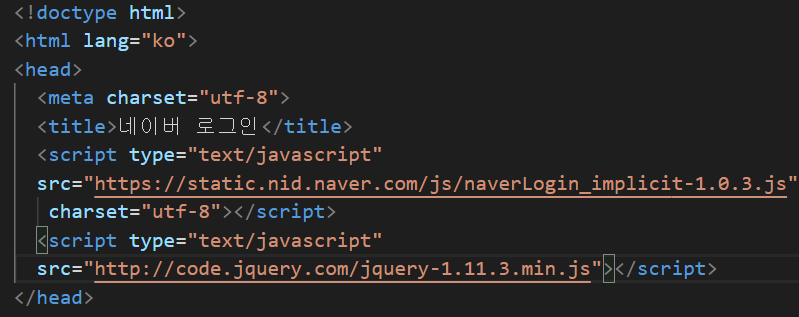 <!doctype html>
<html lang="ko">
<head>
<meta charset="utf-8">
<title>네이버 로그인</title>
<script type="text/javascript"
src="https://static.nid.naver.com/js/naverLogin_implicit-1.0.3.js"
charset="utf-8"></script>
<script type="text/javascript"
src="http://code.jquery.com/jquery-1.11.3.min.js"></script>
</head>